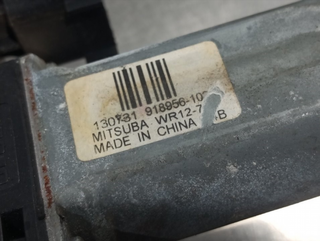 130731 918956-10
MITSUBA WR12-7 B
MADE IN CHINA